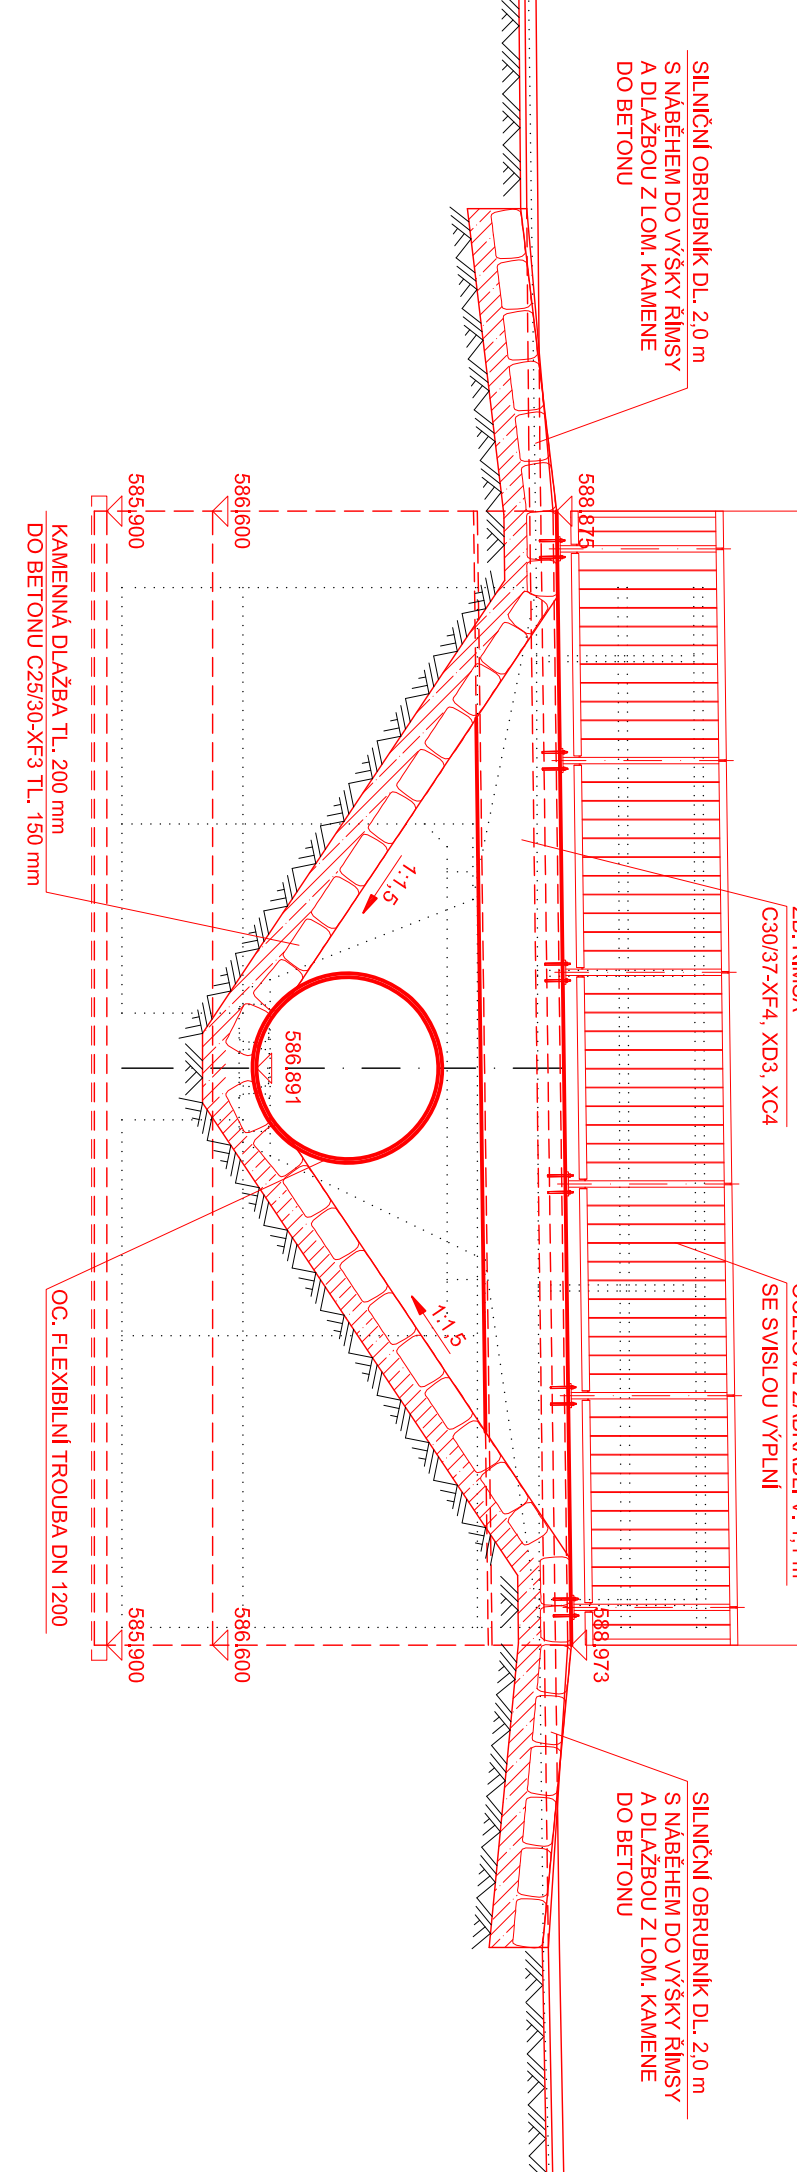 SILNIČNÍ OBRUBNÍK DL. 2,0 m
S NÁBĚHEM DO VÝŠKY ŘÍMSY
A DLAŽBOU Z LOM. KAMENE
DO BETONU
C30/37-XF4, XD3, XC4
SE SVISLOU VÝPLNÍ
SILNIČNÍ OBRUBNÍK DL. 2,0 m
S NÁBĚHEM DO VÝŠKY ŘÍMSY
A DLAŽBOU Z LOM. KAMENE
DO BETONU
588,875
588,973
1:1,5
1:1,5
586,891
586,600
586,600
585,900
585,900
KAMENNÁ DLAŽBA TL. 200 mm
DO BETONU C25/30-XF3 TL. 150 mm
OC. FLEXIBILNÍ TROUBA DN 1200